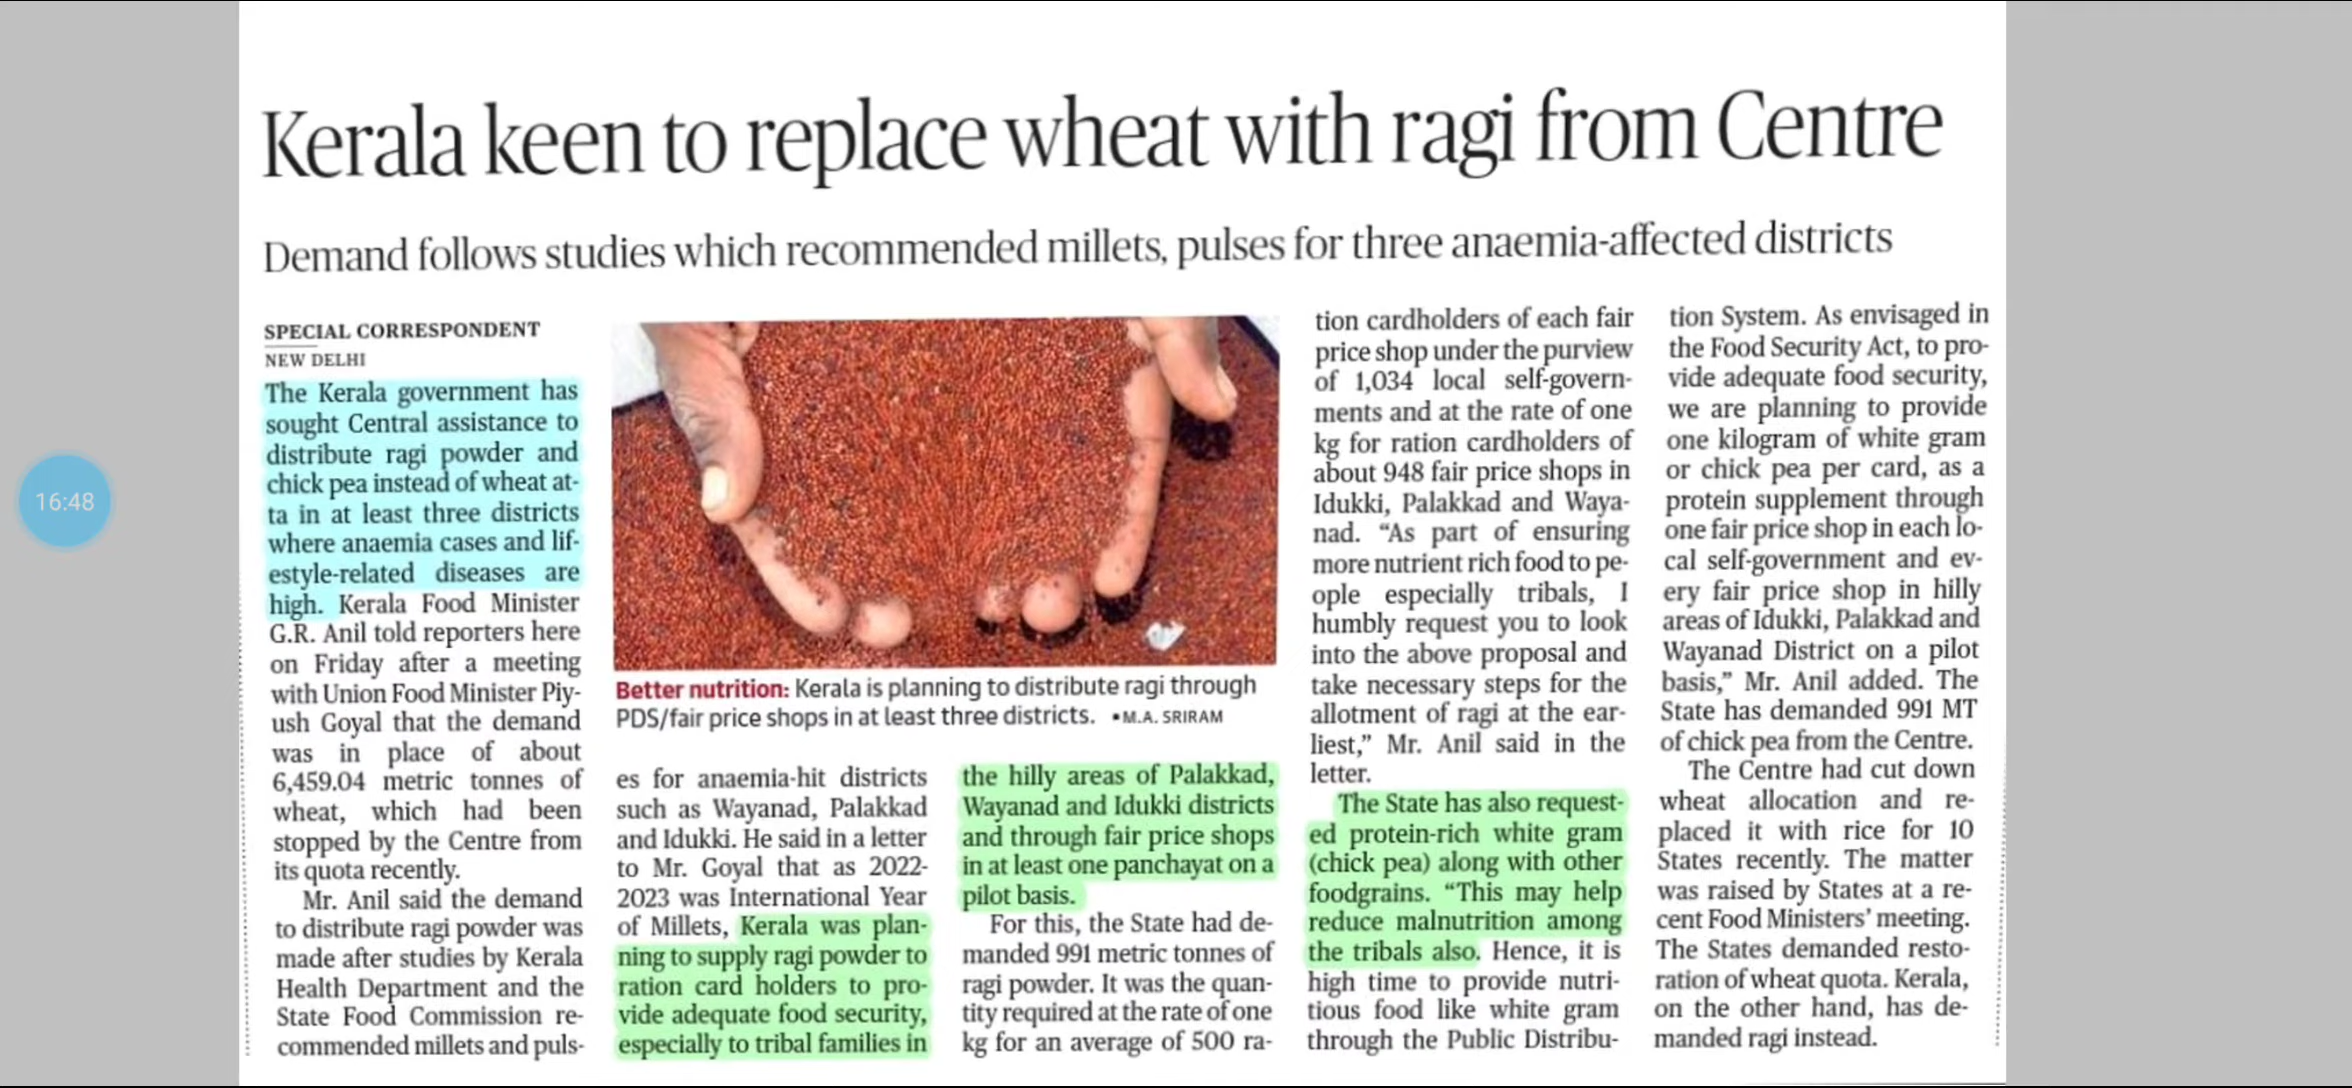 Kerala keen to replace wheat with ragi from Centre
Demand follows studies which recommended millets, pulses for three anaemia-affected districts
SPECIAL CORRESPONDENT
NEW DELHI
The Kerala government has
sought Central assistance to
distribute ragi powder and
chick pea instead of wheat at-
ta in at least three districts
where anaemia cases and lif-
estyle-related diseases are
high. Kerala Food Minister
G.R. Anil told reporters here
on Friday after a meeting
with Union Food Minister Piy-
ush Goyal that the demand
was in place of about
6,459.04 metric tonnes of
wheat, which had been
stopped by the Centre from
its quota recently.
Mr. Anil said the demand
to distribute ragi powder was
made after studies by Kerala
Health Department and the
State Food Commission re-
commended millets and puls-
Better nutrition: Kerala is planning to distribute ragi through
PDS/fair price shops in at least three districts. ▪M.A. SRIRAM
es for anaemia-hit districts
such as Wayanad, Palakkad
and Idukki. He said in a letter
to Mr. Goyal that as 2022-
2023 was International Year
of Millets, Kerala was plan-
ning to supply ragi powder to
ration card holders to pro-
vide adequate food security,
especially to tribal families in
the hilly areas of Palakkad,
Wayanad and Idukki districts
and through fair price shops
in at least one panchayat on a
pilot basis.
For this, the State had de-
manded 991 metric tonnes of
ragi powder. It was the quan-
tity required at the rate of one
kg for an average of 500 ra-
tion cardholders of each fair
price shop under the purview
of 1,034 local self-govern-
ments and at the rate of one
kg for ration cardholders of
about 948 fair price shops in
Idukki, Palakkad and Waya-
nad. “As part of ensuring
more nutrient rich food to pe-
ople especially tribals, I
humbly request you to look
into the above proposal and
take necessary steps for the
allotment of ragi at the ear-
liest,” Mr. Anil said in the
letter.
The State has also request-
ed protein-rich white gram
(chick pea) along with other
foodgrains. “This may help
reduce malnutrition among
the tribals also. Hence, it is
high time to provide nutri-
tious food like white gram
through the Public Distribu-
tion System. As envisaged in
the Food Security Act, to pro-
vide adequate food security,
we are planning to provide
one kilogram of white gram
or chick pea per card, as a
protein supplement through
one fair price shop in each lo-
cal self-government and ev-
ery fair price shop in hilly
areas of Idukki, Palakkad and
Wayanad District on a pilot
basis,” Mr. Anil added. The
State has demanded 991 MT
of chick pea from the Centre.
The Centre had cut down
wheat allocation and re-
placed it with rice for 10
States recently. The matter
was raised by States at a re-
cent Food Ministers’ meeting.
The States demanded resto-
ration of wheat quota. Kerala,
on the other hand, has de-
manded ragi instead.
16:48